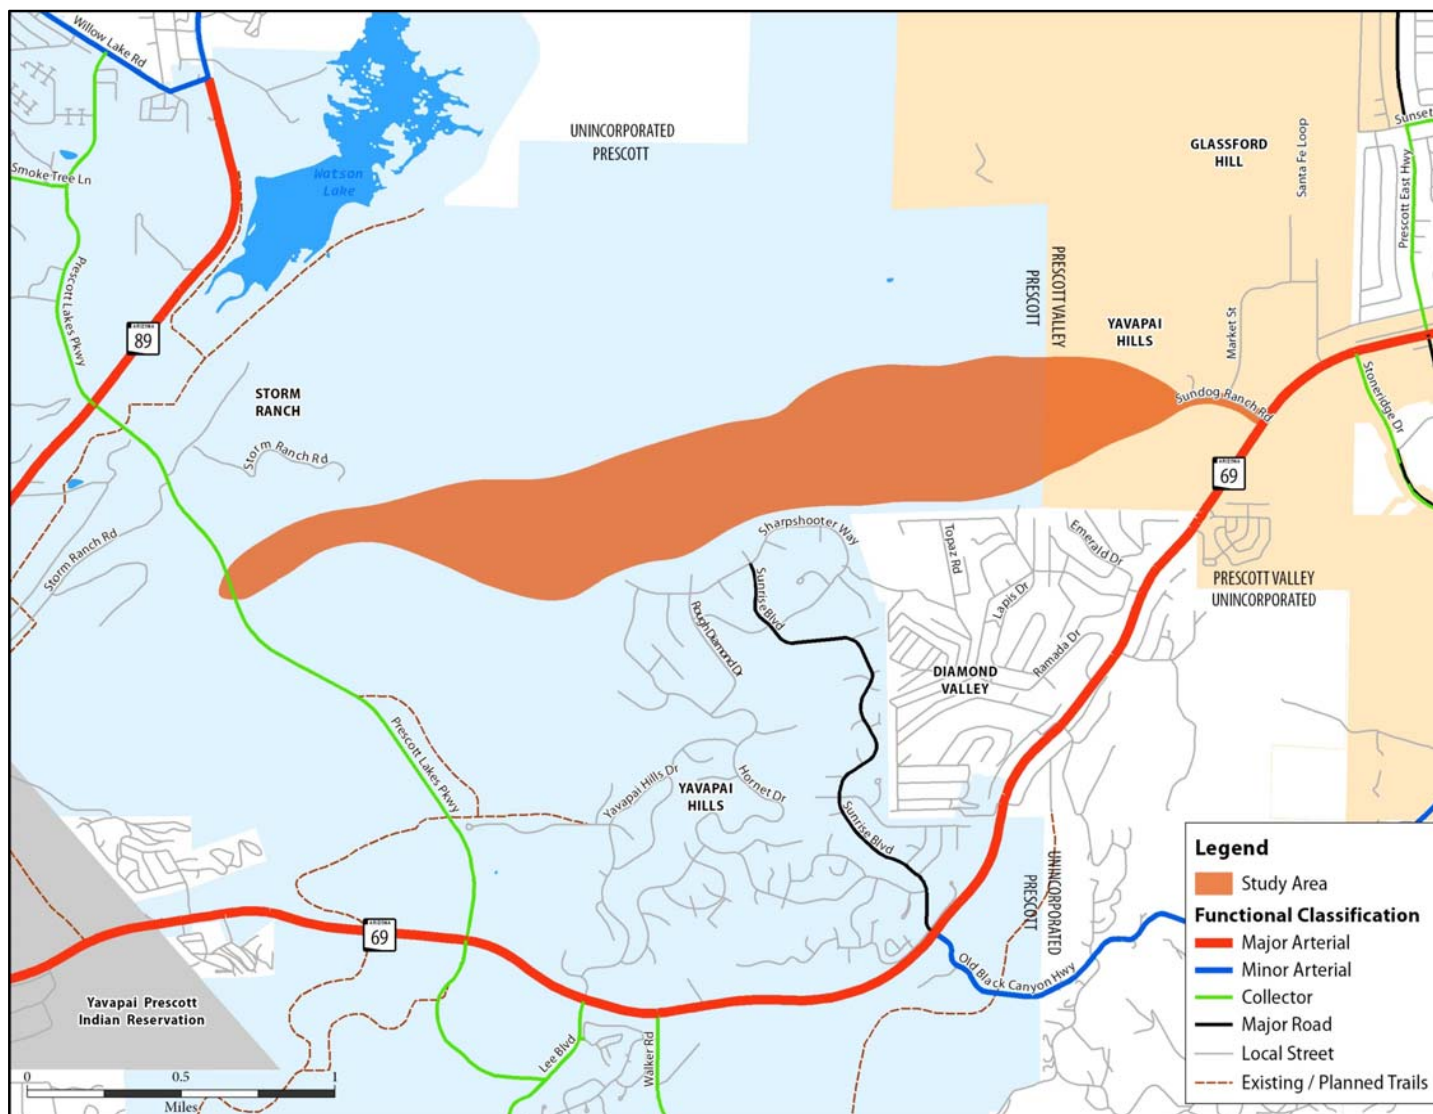 Willow Lake Rd
Smoke Tree Ln
Prescott Lakes Pkwy
ARIZONA
89
Watson
Lake
UNINCORPORATED
PRESCOTT
GLASSFORD
HILL
Santa Fe Loop
Sunset
Prescott East Hwy
PRESCOTT VALLEY
PRESCOTT
YAVAPAI
HILLS
Market St
Sundog Ranch Rd
Stoneridge Dr
ARIZONA
69
STORM
RANCH
Storm Ranch Rd
Storm Ranch Rd
Sharpshooter Way
Sunrise Blvd
Rough Diamond Dr
Topaz Rd
Emerald Dr
Lapis Dr
Ramada Dr
DIAMOND
VALLEY
PRESCOTT VALLEY
UNINCORPORATED
Prescott Lakes Pkwy
Yavapai Hills Dr
YAVAPAI
HILLS
Hornet Dr
Sunrise Blvd
UNINCORPORATED
PRESCOTT
ARIZONA
69
Old Black Canyon Hwy
Yavapai Prescott
Indian Reservation
Lee Blvd
Walker Rd
0 0.5 1
Miles
Legend
Study Area
Functional Classification
Major Arterial
Minor Arterial
Collector
Major Road
Local Street
Existing / Planned Trails